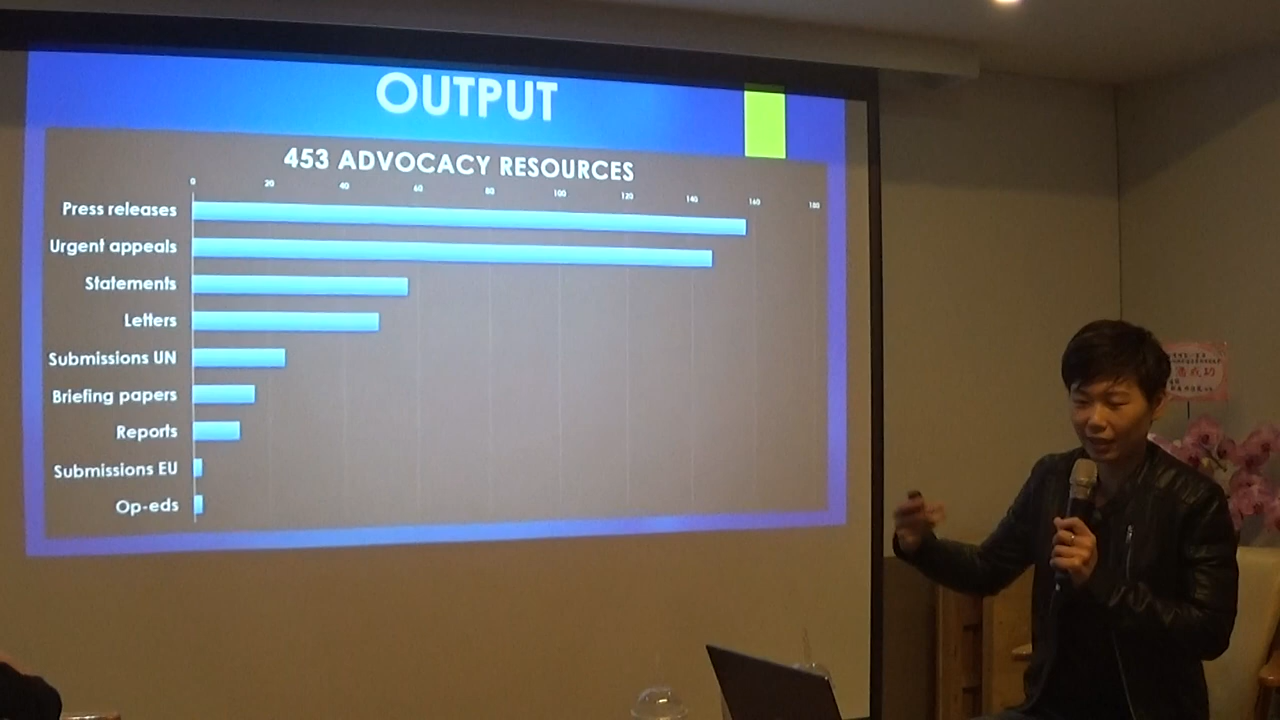 OUTPUT
453 ADVOCACY RESOURCES
0 20 40 60 80 100 120 140 160 180
Press releases
Urgent appeals
Statements
Letters
Submissions UN
Briefing papers
Reports
Submissions EU
Op-eds